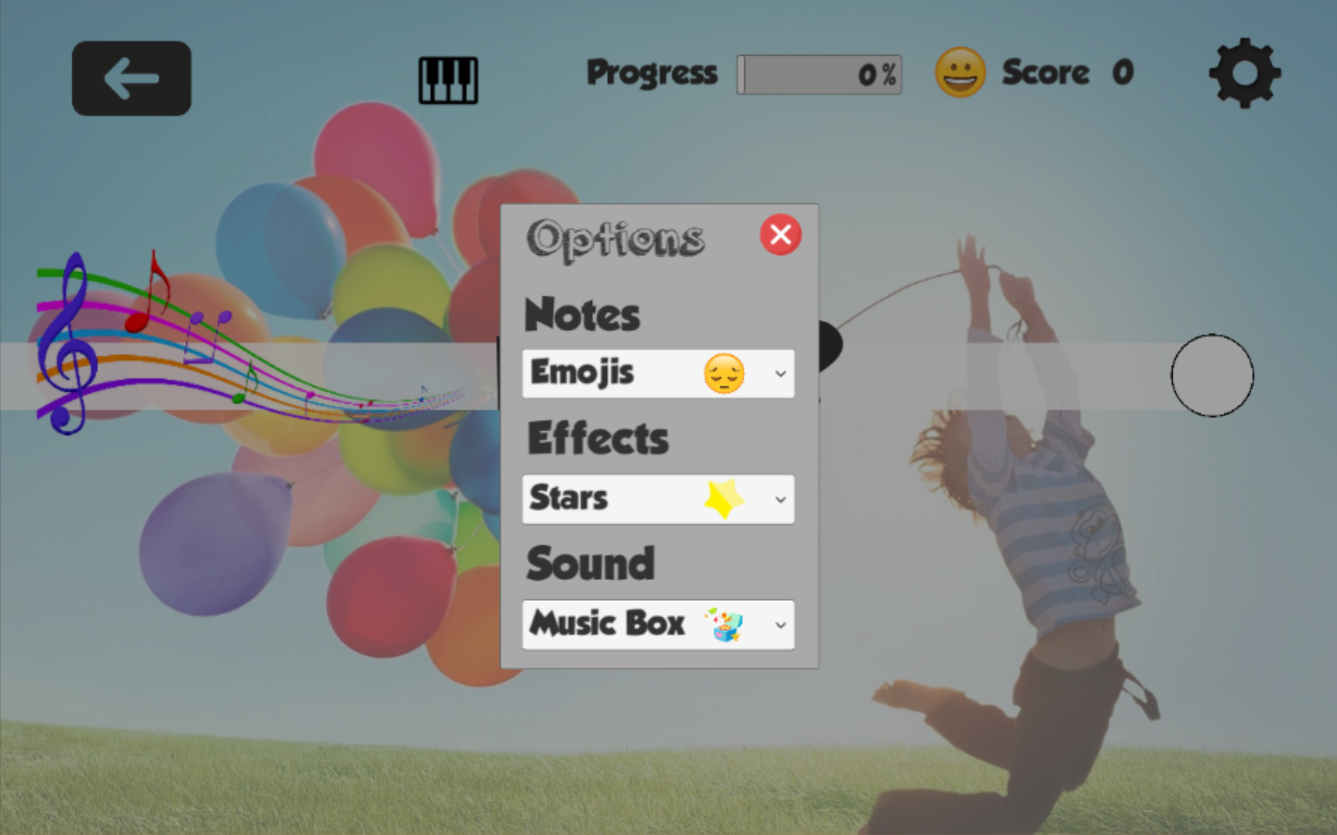 Progress 0 % Score 0
Options
Notes
Emojis
Effects
Stars
Sound
Music Box